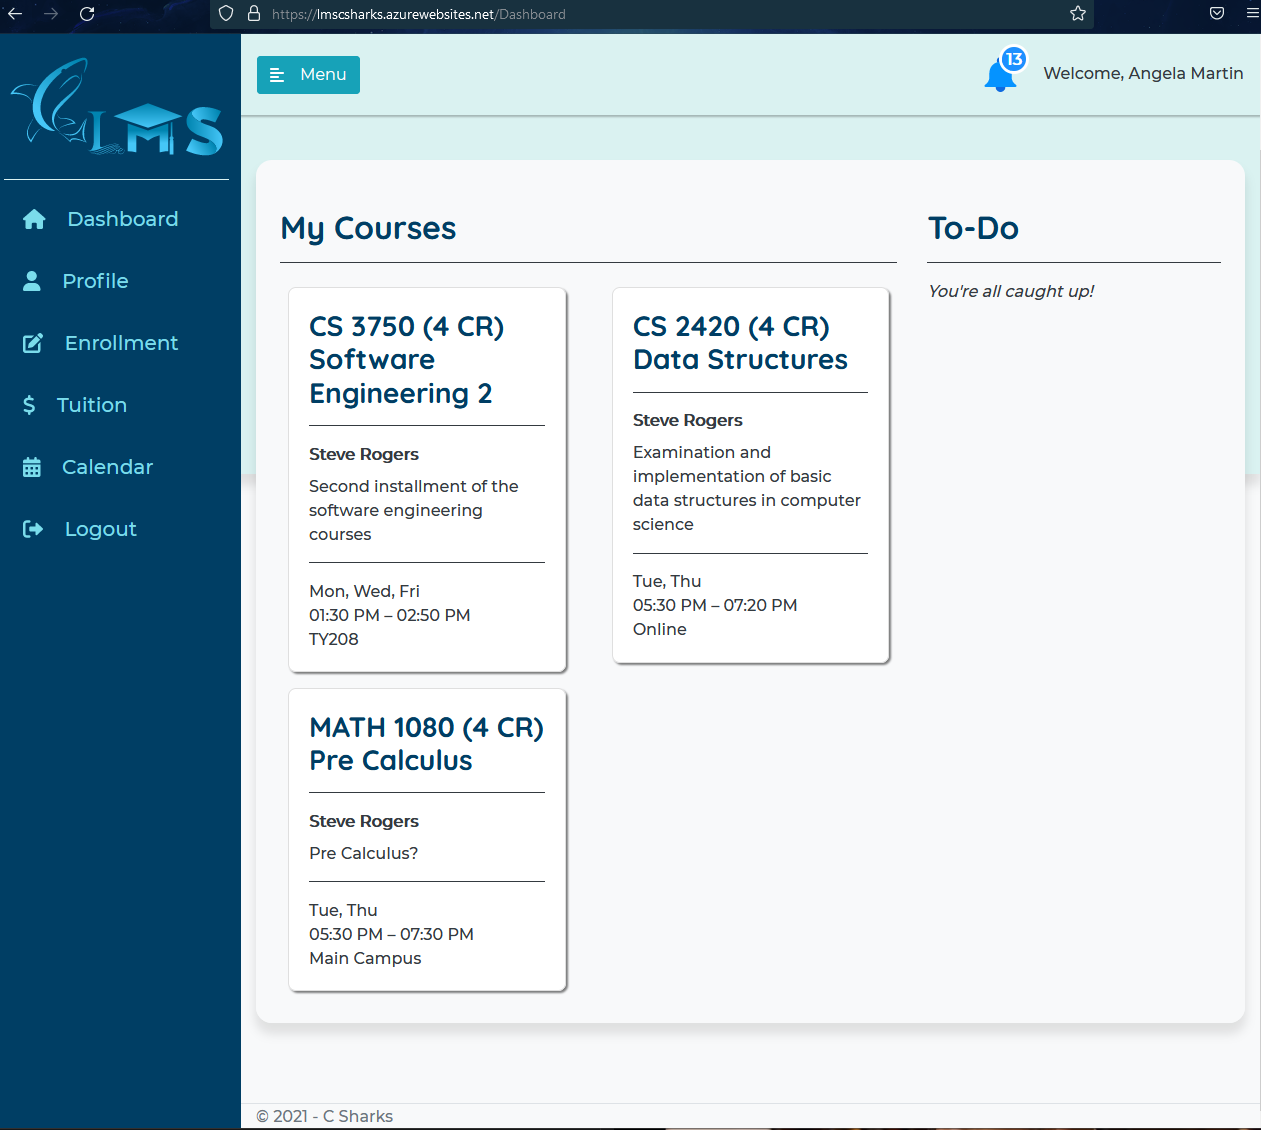 https://lmscsharks.azurewebsites.net/Dashboard
C LMS
Dashboard
Profile
Enrollment
Tuition
Calendar
Logout
Menu
13
Welcome, Angela Martin
My Courses
CS 3750 (4 CR)
Software
Engineering 2
Steve Rogers
Second installment of the
software engineering
courses
Mon, Wed, Fri
01:30 PM – 02:50 PM
TY208
CS 2420 (4 CR)
Data Structures
Steve Rogers
Examination and
implementation of basic
data structures in computer
science
Tue, Thu
05:30 PM – 07:20 PM
Online
MATH 1080 (4 CR)
Pre Calculus
Steve Rogers
Pre Calculus?
Tue, Thu
05:30 PM – 07:30 PM
Main Campus
To-Do
You're all caught up!
© 2021 - C Sharks